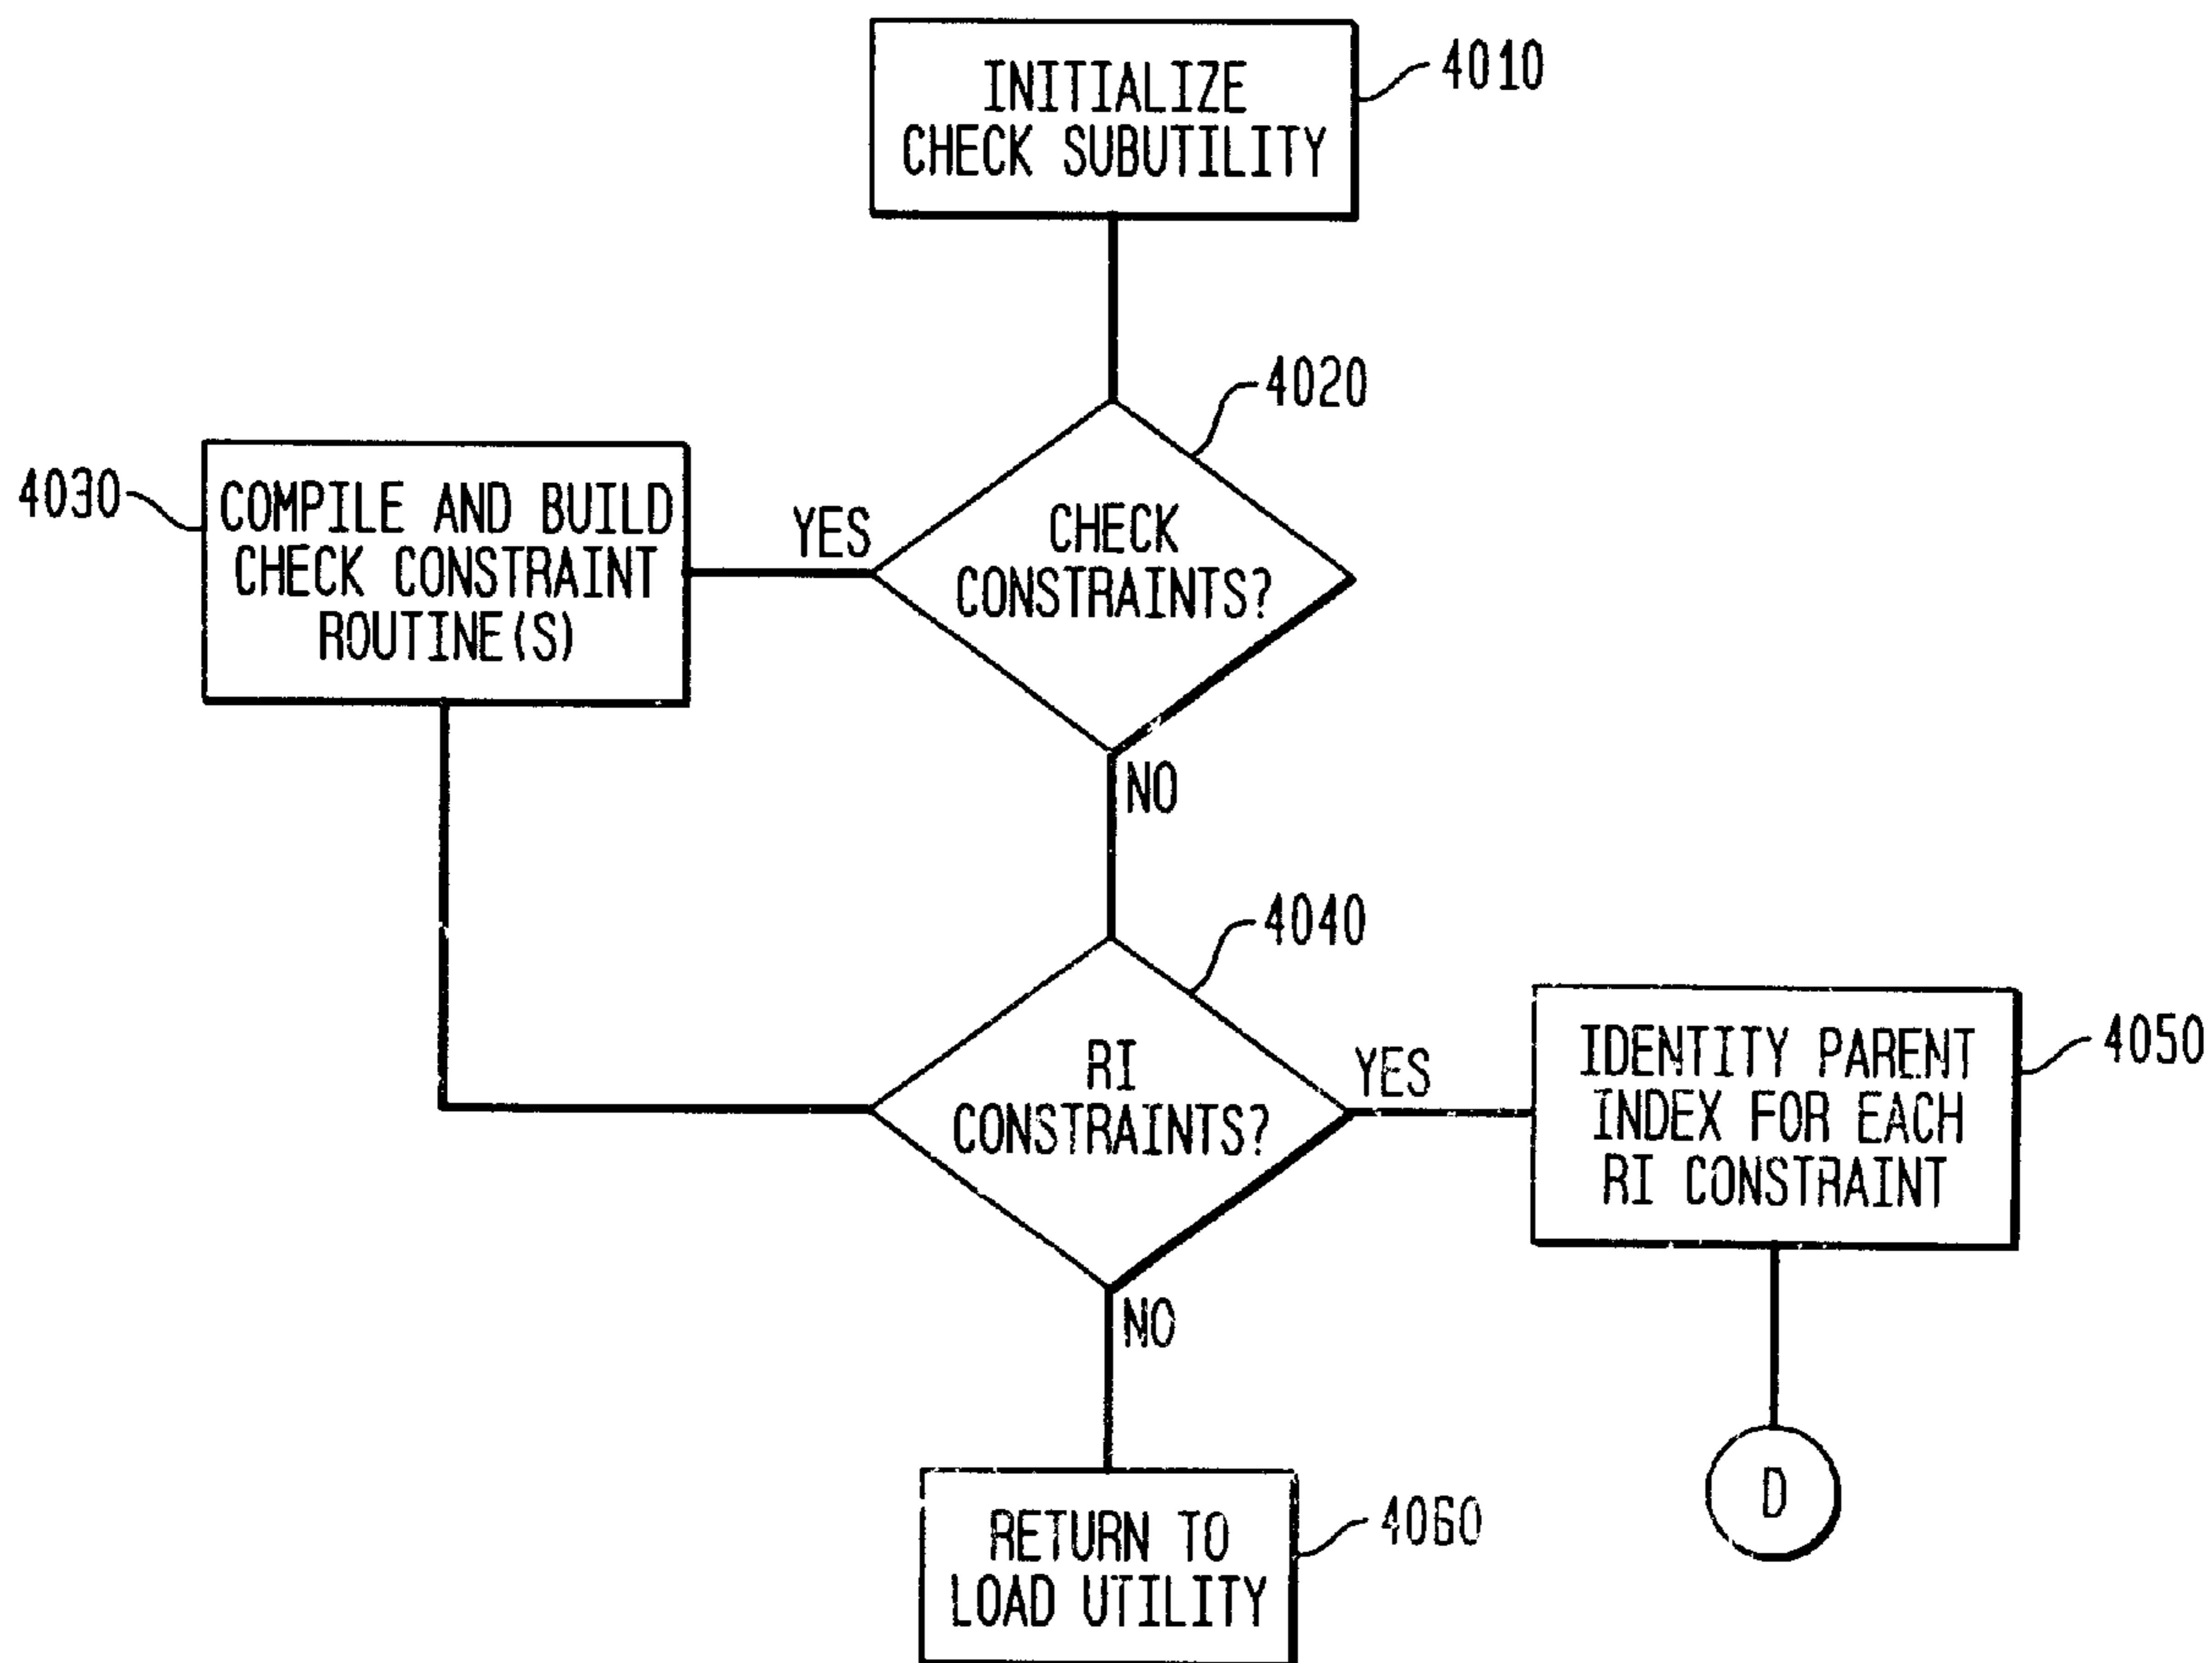 INITIALIZE
CHECK SUBUTILITY
4010
4020
CHECK
CONSTRAINTS?
YES
NO
4030
COMPILE AND BUILD
CHECK CONSTRAINT
ROUTINE(S)
4040
RI
CONSTRAINTS?
YES
NO
IDENTITY PARENT
INDEX FOR EACH
RI CONSTRAINT
4050
D
RETURN TO
LOAD UTILITY
4060